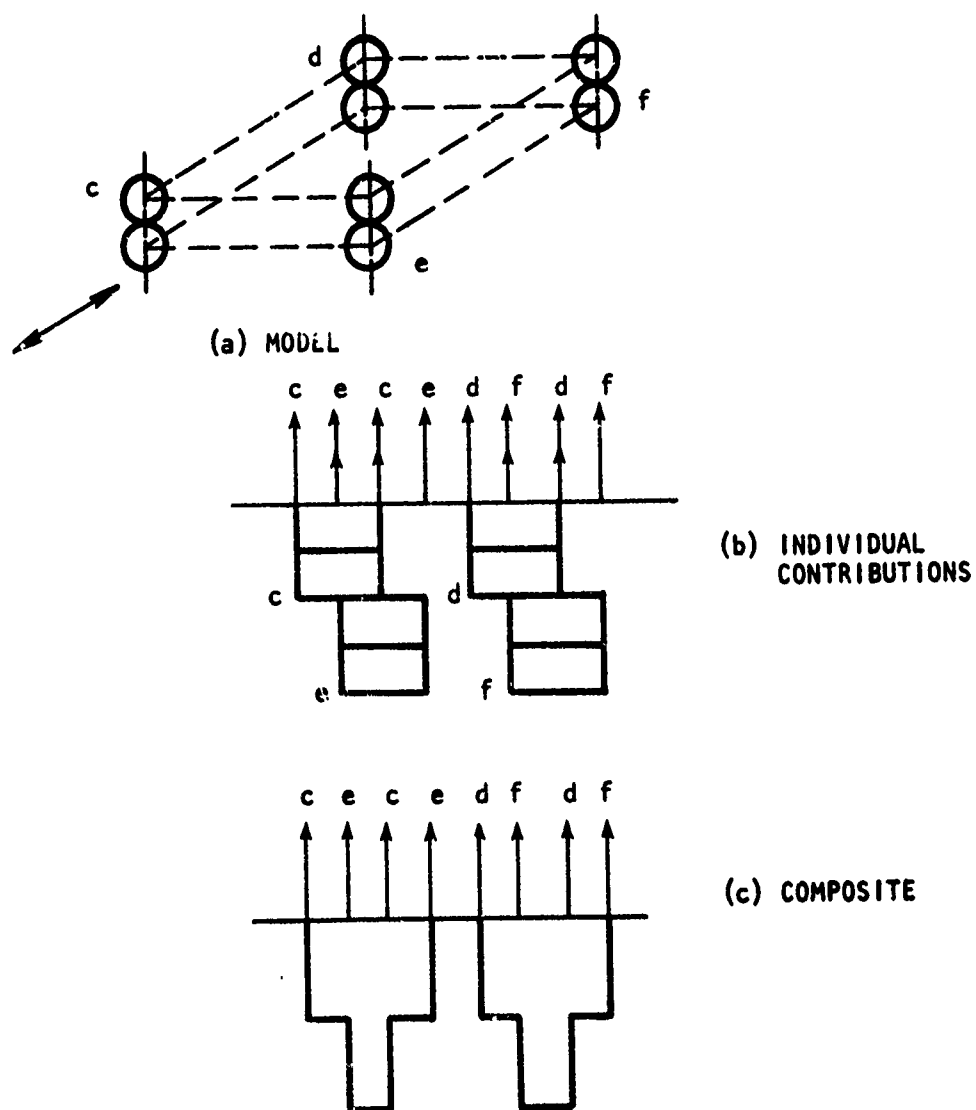 d
f
c
e
(a) MODEL
c e c e d f d f
(b) INDIVIDUAL
CONTRIBUTIONS
c d
e f
c e c e d f d f
(c) COMPOSITE